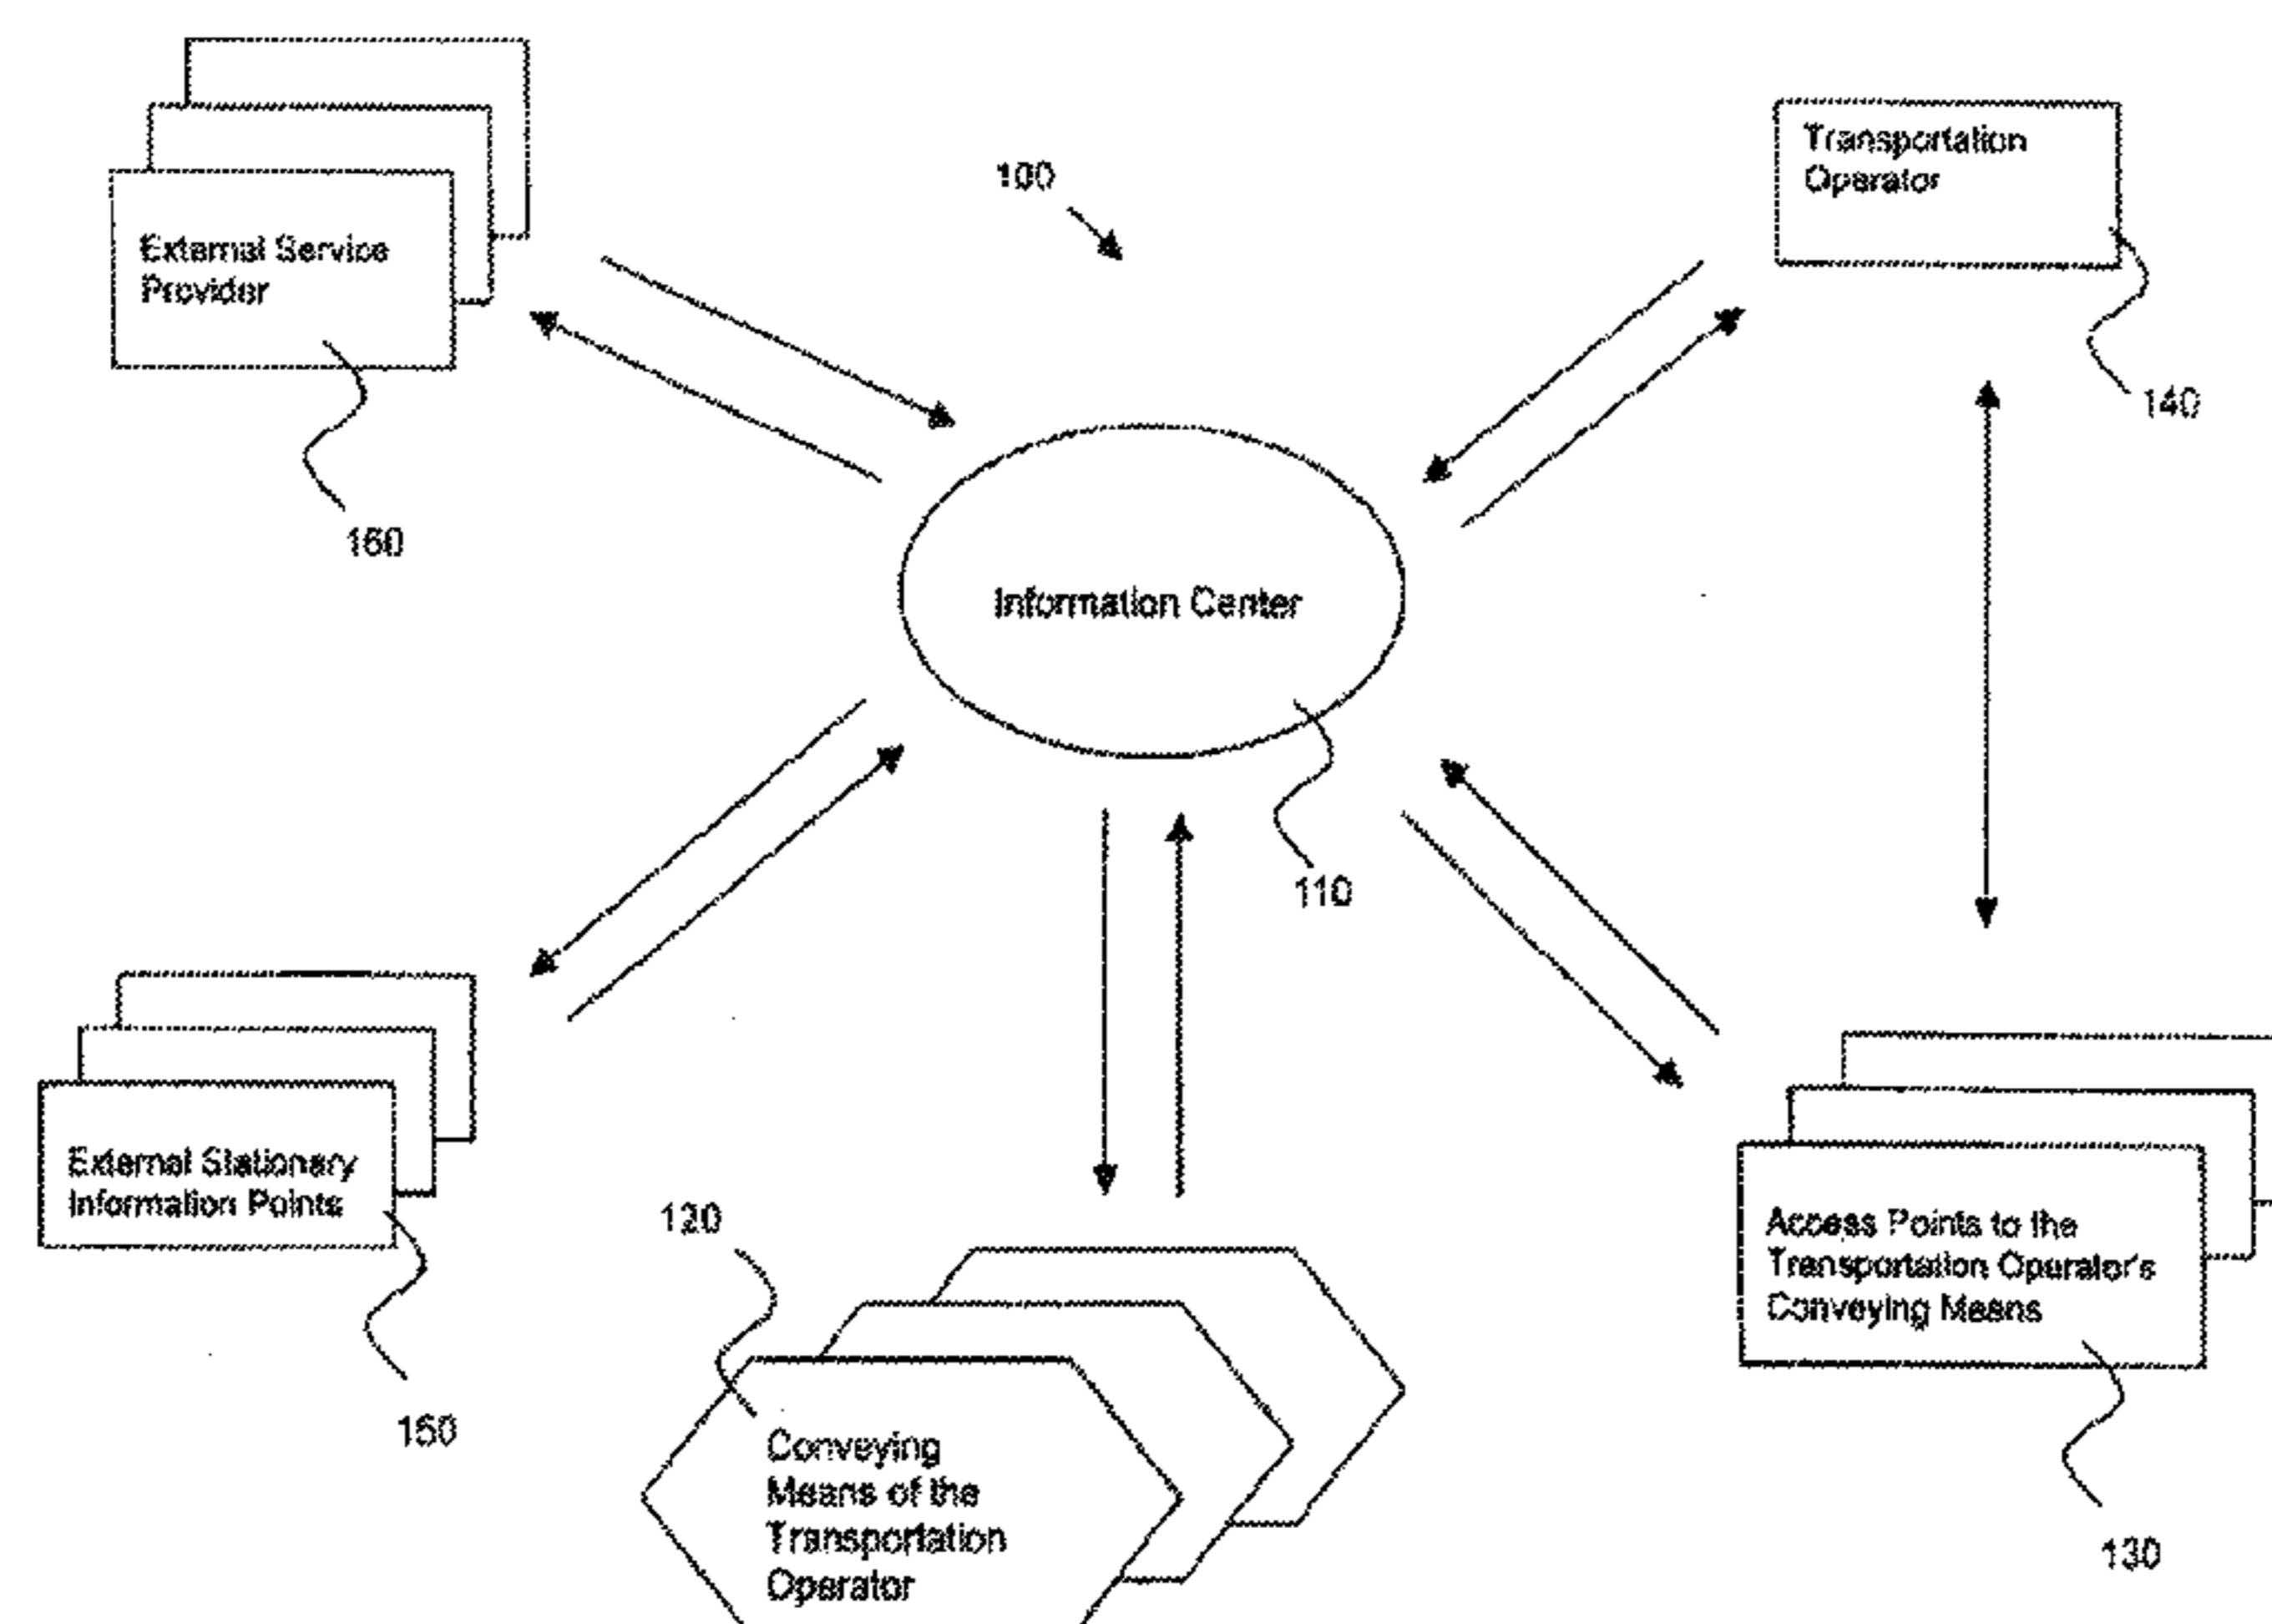 External Service
Provider
160
100
Transportation
Operator
140
Information Center
110
External Stationary
Information Points
150
120
Conveying
Means of the
Transportation
Operator
Access Points to the
Transportation Operator's
Conveying Means
130